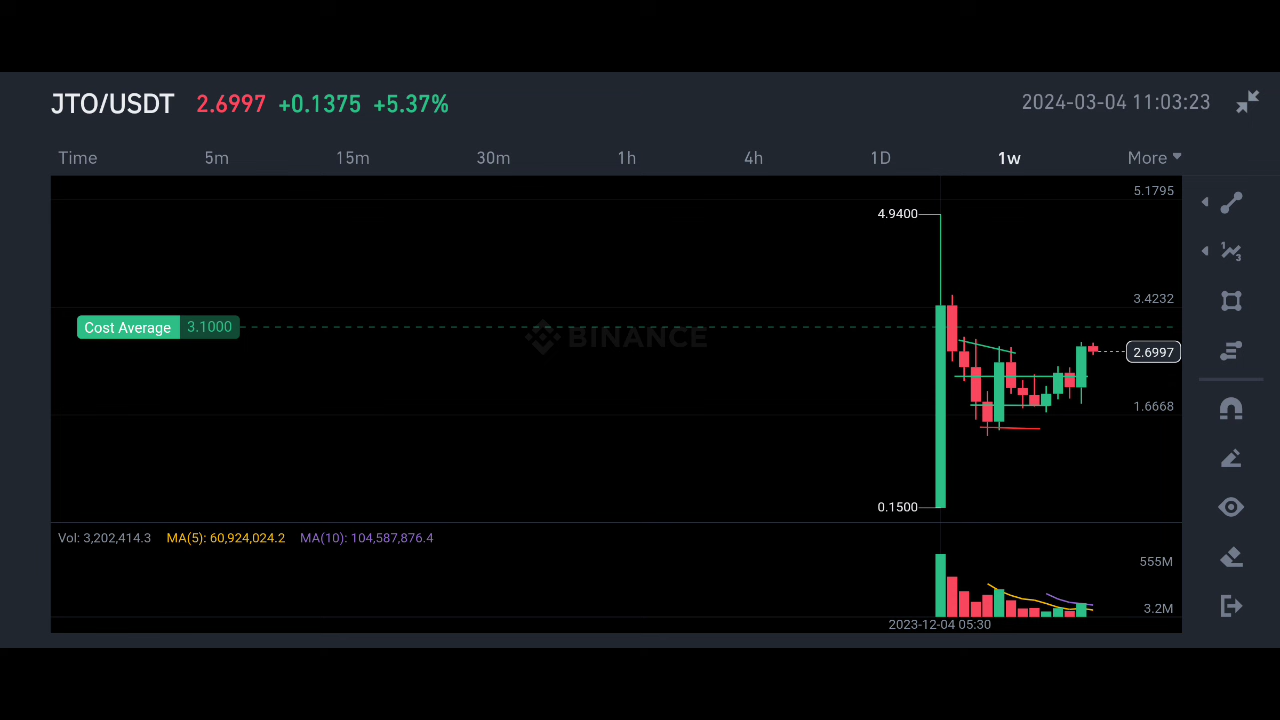 JTO/USDT 2.6997 +0.1375 +5.37% 2024-03-04 11:03:23
Time 5m 15m 30m 1h 4h 1D 1w More
5.1795
4.9400
3.4232
Cost Average 3.1000
BINANCE
2.6997
1.6668
0.1500
Vol: 3,202,414.3 MA(5): 60,924,024.2 MA(10): 104,587,876.4
555M
3.2M
2023-12-04 05:30